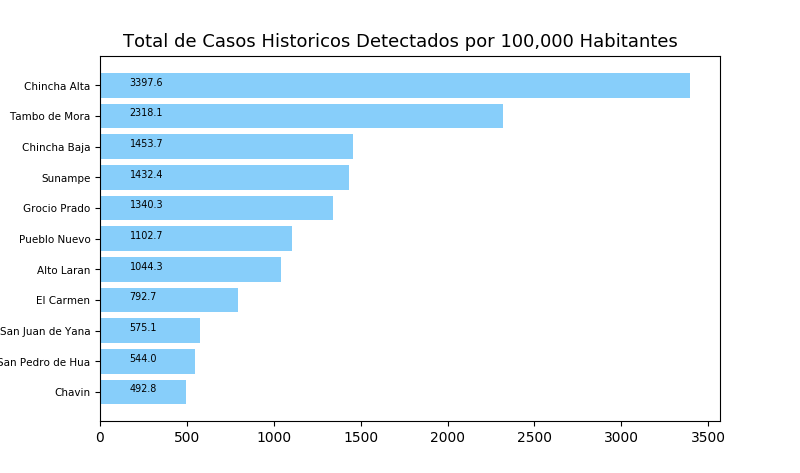 Total de Casos Historicos Detectados por 100,000 Habitantes
Chincha Alta 3397.6
Tambo de Mora 2318.1
Chincha Baja 1453.7
Sunampe 1432.4
Grocio Prado 1340.3
Pueblo Nuevo 1102.7
Alto Laran 1044.3
El Carmen 792.7
San Juan de Yana 575.1
San Pedro de Hua 544.0
Chavin 492.8
0 500 1000 1500 2000 2500 3000 3500